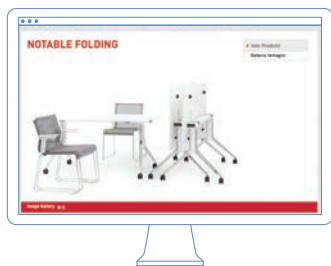 NOTABLE FOLDING
Info Prodotti
Galleria Immagini
Image Gallery